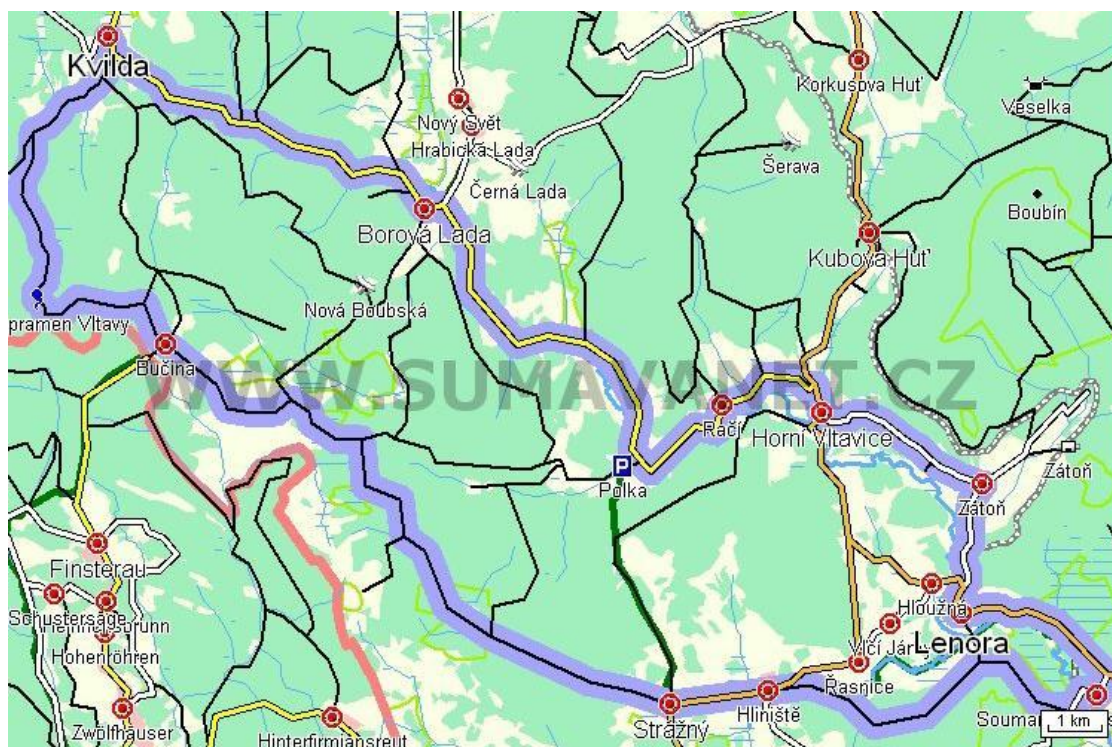 Kvilda
Korkusova Huť
Veselka
Nový Svět
Hrabická Lada
Šerava
Černá Lada
Boubín
Borová Lada
Kubova Huť
Nová Boubská
pramen Vltavy
Bučina
WWW.SUMAVANET.CZ
Račí
Horní Vltavice
P
Polka
Zátoň
Zátoň
Finsterau
Hloužná
Schustersäge
Vlčí
Lenora
Hohenröhren
Řasnice
Hliniště
Strážný
Zwölfhäuser
Hinterfirmiansreut
1 km